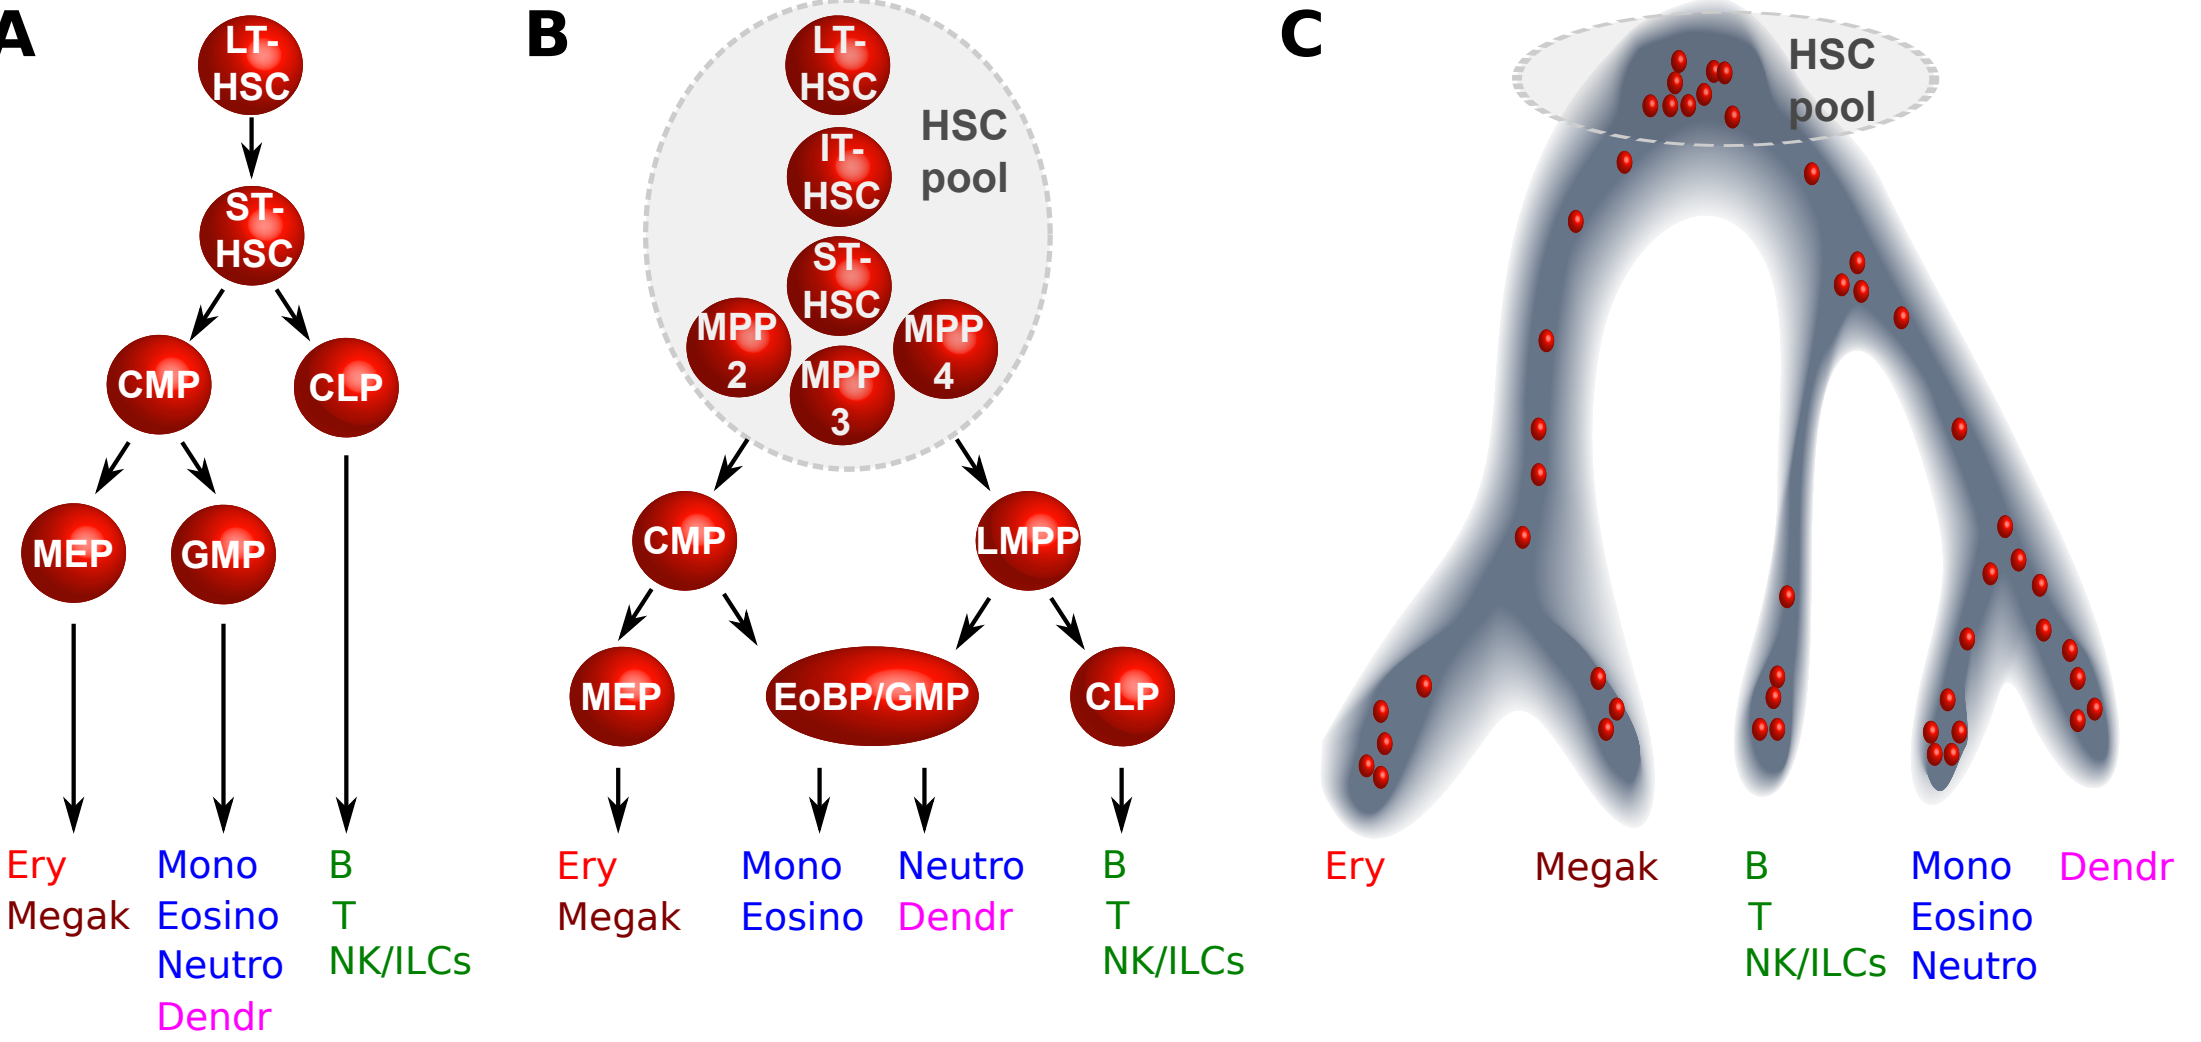 A
LT-
HSC
ST-
HSC
CMP
CLP
MEP
GMP
Ery
Megak
Mono
Eosino
Neutro
Dendr
B
T
NK/ILCs
B
LT-
HSC
IT-
HSC
ST-
HSC
HSC
pool
MPP
2
MPP
3
MPP
4
CMP
LMPP
MEP
EoBP/GMP
CLP
Ery
Megak
Mono
Eosino
Neutro
Dendr
B
T
NK/ILCs
C
HSC
pool
Ery
Megak
B
T
NK/ILCs
Mono
Eosino
Neutro
Dendr